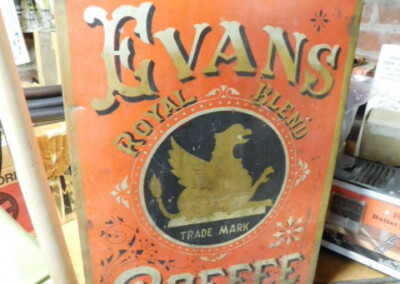 EVANS
ROYAL BLEND
TRADE MARK
COFFEE